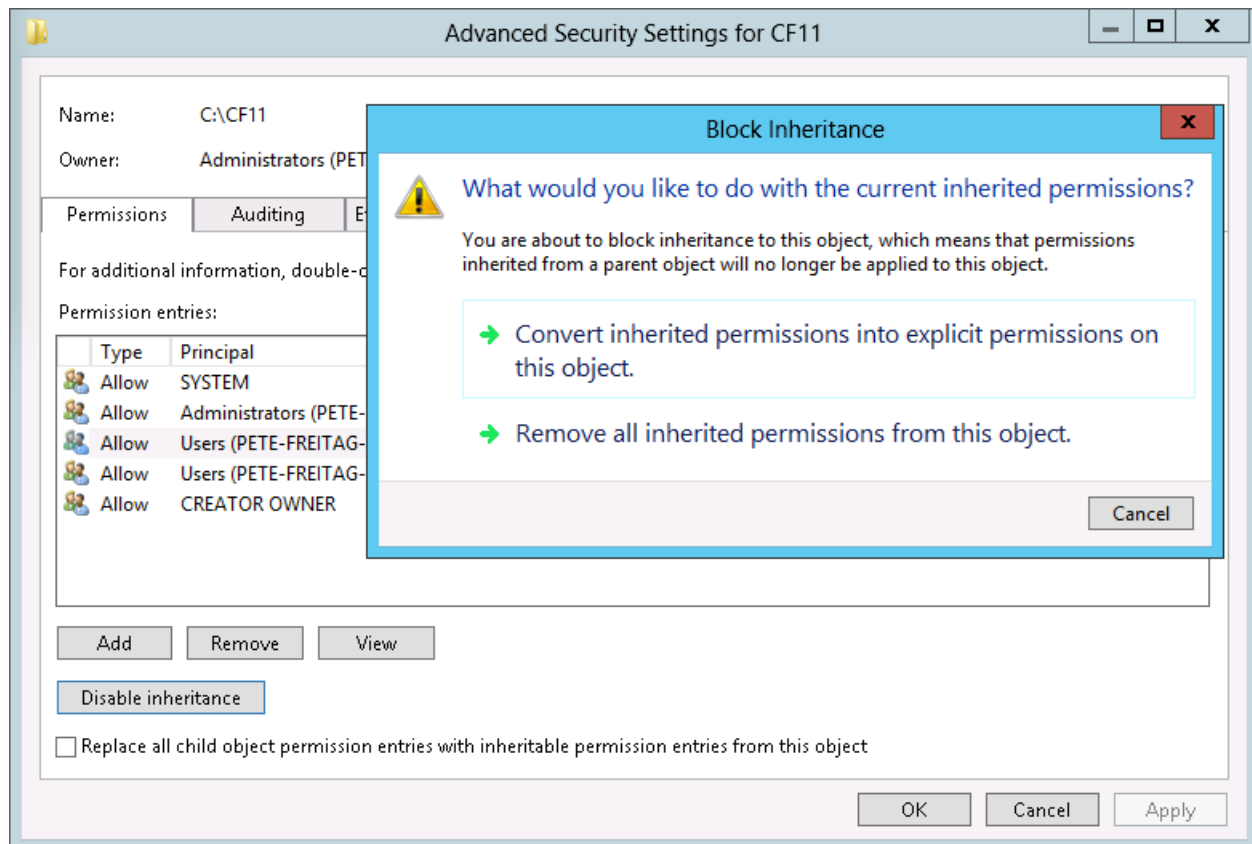 Advanced Security Settings for CF11
Name: C:\CF11
Owner: Administrators (PET
Permissions Auditing
For additional information, double-c
Permission entries:
Type Principal
Allow SYSTEM
Allow Administrators (PETE-
Allow Users (PETE-FREITAG-
Allow Users (PETE-FREITAG-
Allow CREATOR OWNER
Block Inheritance
What would you like to do with the current inherited permissions?
You are about to block inheritance to this object, which means that permissions
inherited from a parent object will no longer be applied to this object.
Convert inherited permissions into explicit permissions on
this object.
Remove all inherited permissions from this object.
Cancel
Add Remove View
Disable inheritance
Replace all child object permission entries with inheritable permission entries from this object
OK Cancel Apply